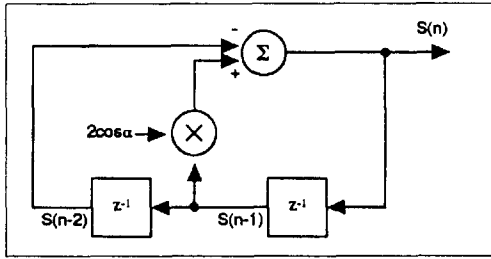 S(n)
-
+
Σ
2cosα
×
S(n-2)
z-1
S(n-1)
z-1